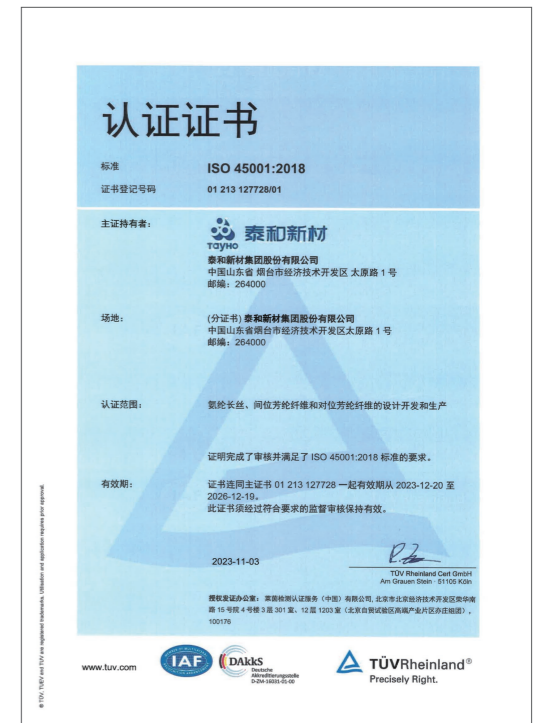 认证证书
标准 ISO 45001:2018
证书登记号码 01 213 127728/01
主证持有者:
TAYHO 泰和新材
泰和新材集团股份有限公司
中国山东省 烟台市经济技术开发区 太原路 1 号
邮编：264000
场地: (分证书) 泰和新材集团股份有限公司
中国山东省烟台市经济技术开发区太原路 1 号
邮编：264000
认证范围: 氨纶长丝、间位芳纶纤维和对位芳纶纤维的设计开发和生产
证明完成了审核并满足了 ISO 45001:2018 标准的要求。
有效期: 证书连同主证书 01 213 127728 一起有效期从 2023-12-20 至
2026-12-19。
此证书须经过符合要求的监督审核保持有效。
2023-11-03
TÜV Rheinland Cert GmbH
Am Grauen Stein · 51105 Köln
授权发证办公室： 莱茵检测认证服务（中国）有限公司, 北京市北京经济技术开发区荣华南
路 15 号院 4 号楼 3 层 301 室、12 层 1203 室（北京自贸试验区高端产业片区亦庄组团），
100176
® TÜV, TUEV and TUV are registered trademarks. Utilisation and application requires prior approval.
www.tuv.com
IAF
DAkkS
Deutsche
Akkreditierungsstelle
D-ZM-16031-01-00
TÜVRheinland®
Precisely Right.